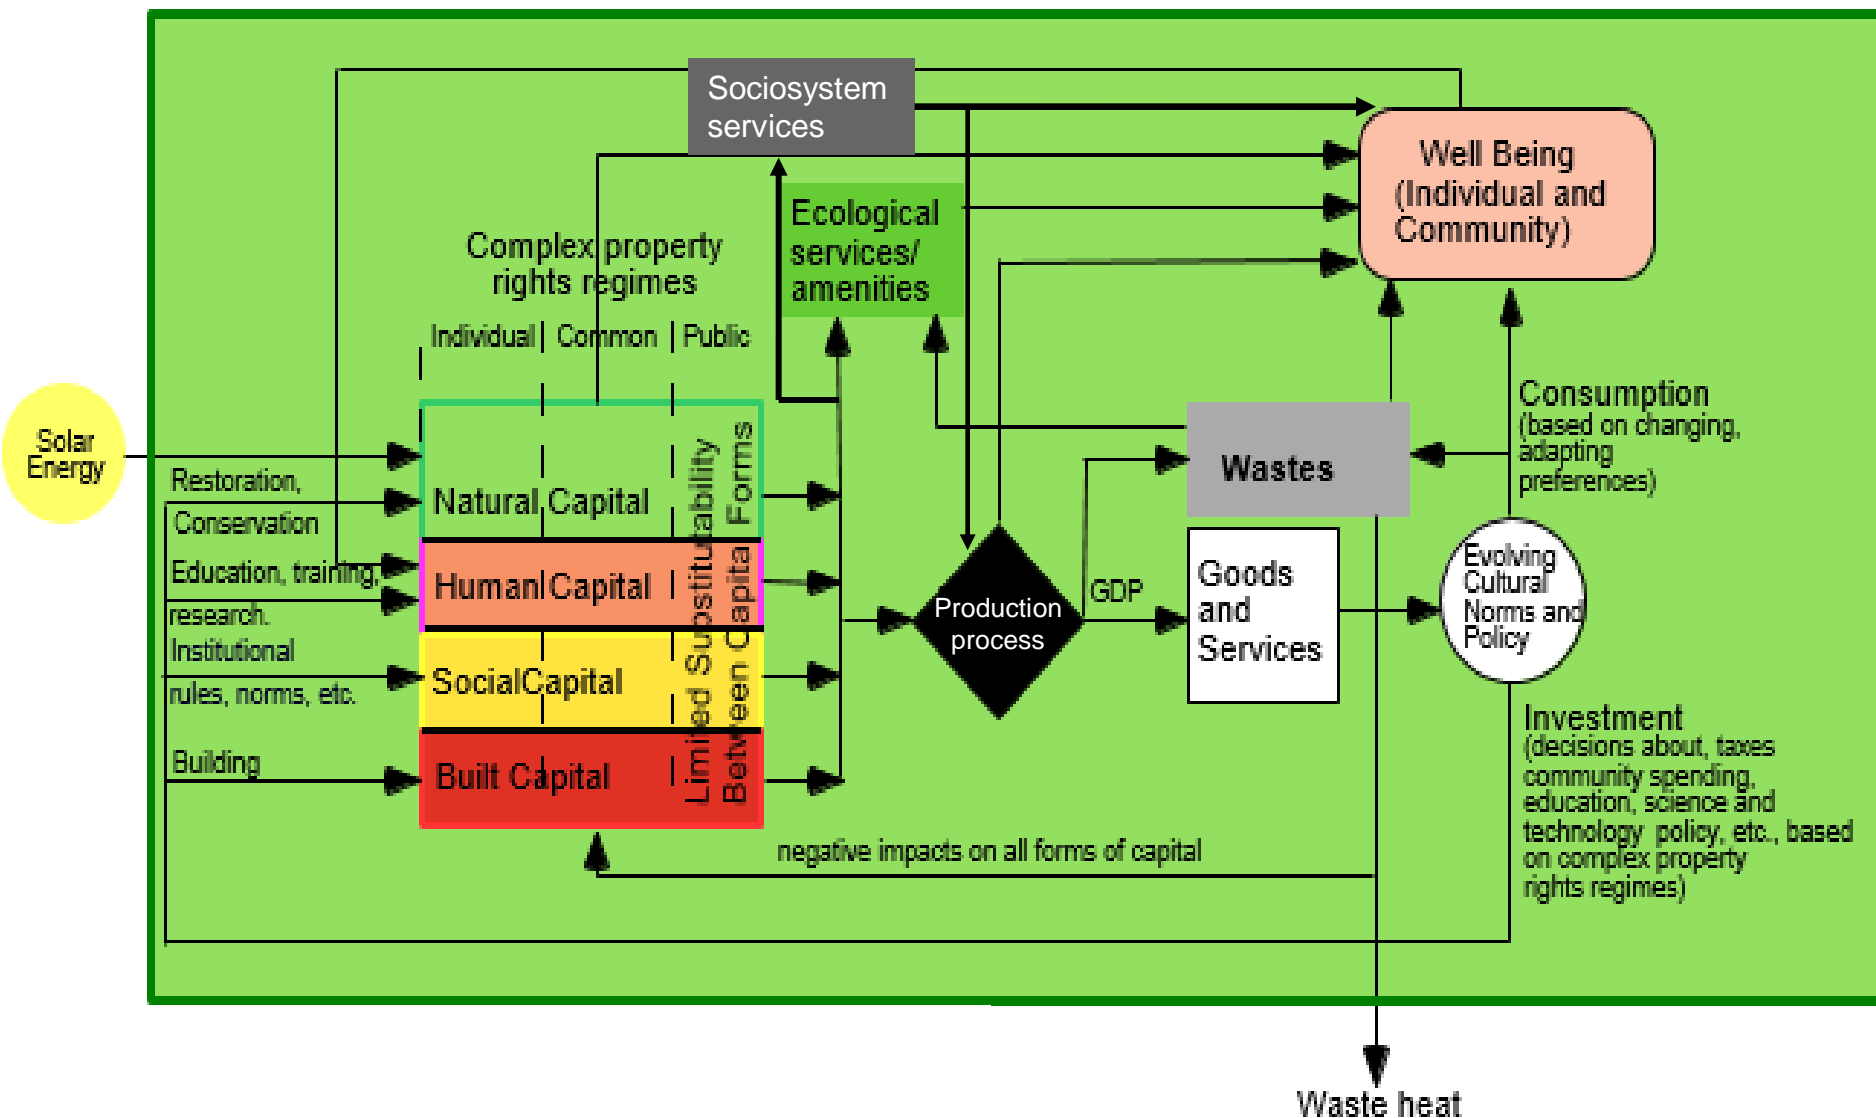 Sociosystem
services
Well Being
(Individual and
Community)
Ecological
services/
amenities
Complex property
rights regimes
Individual
Common
Public
Solar
Energy
Restoration,
Conservation
Education, training,
research.
Institutional
rules, norms, etc.
Building
Natural Capital
Human Capital
SocialCapital
Built Capital
Limited Substitutability
Between Capital Forms
Production
process
GDP
Wastes
Goods
and
Services
Evolving
Cultural
Norms and
Policy
Consumption
(based on changing,
adapting
preferences)
Investment
(decisions about, taxes
community spending,
education, science and
technology policy, etc., based
on complex property
rights regimes)
negative impacts on all forms of capital
Waste heat